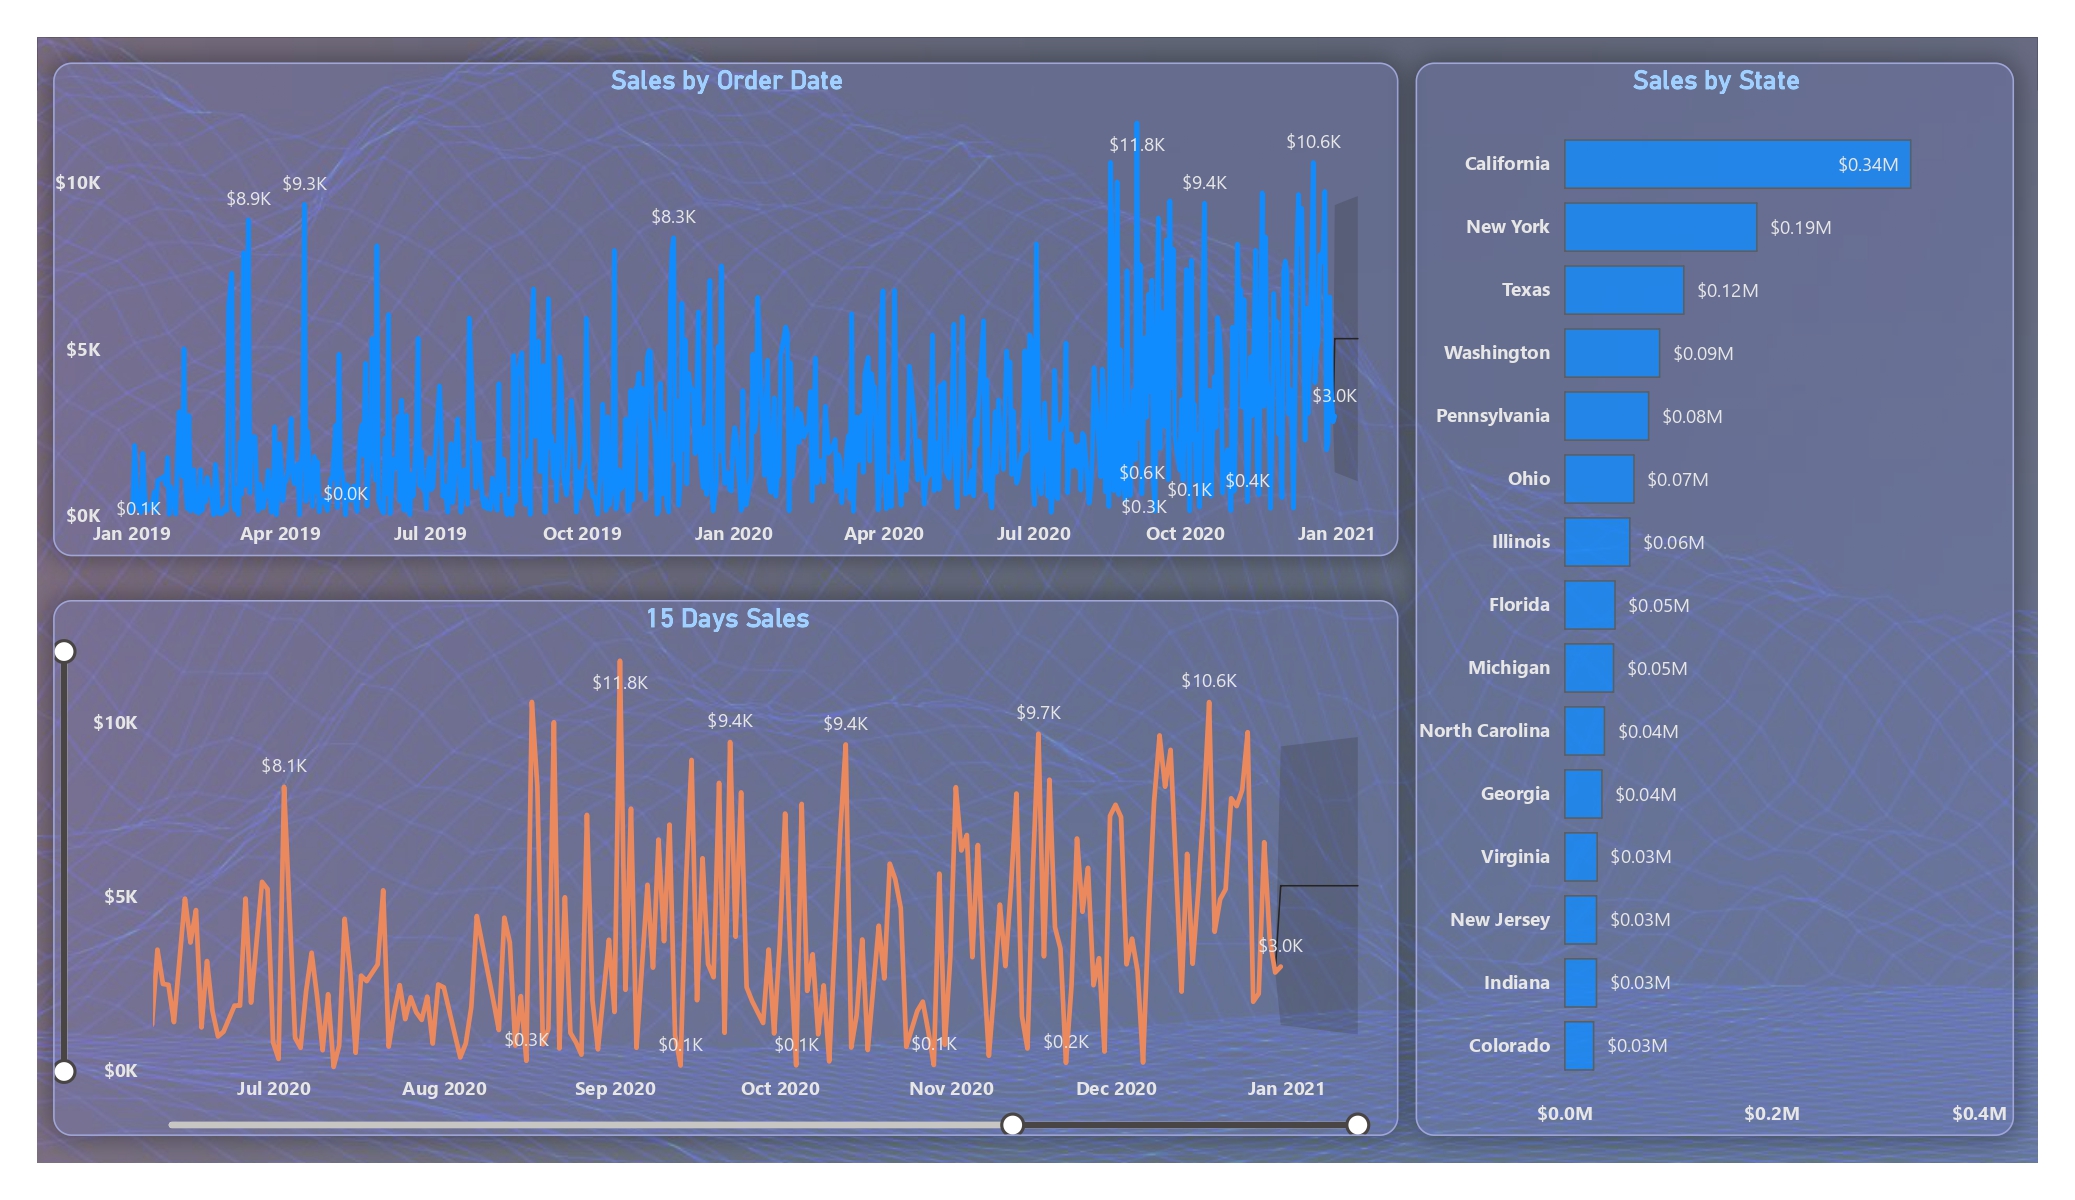 Sales by Order Date
$10K
$5K
$0K
$8.9K
$9.3K
$8.3K
$11.8K
$9.4K
$10.6K
$3.0K
$0.1K
$0.0K
$0.6K
$0.3K
$0.1K
$0.4K
Jan 2019 Apr 2019 Jul 2019 Oct 2019 Jan 2020 Apr 2020 Jul 2020 Oct 2020 Jan 2021
15 Days Sales
$10K
$5K
$0K
$8.1K
$11.8K
$9.4K
$9.4K
$9.7K
$10.6K
$3.0K
$0.3K
$0.1K
$0.1K
$0.1K
$0.2K
Jul 2020 Aug 2020 Sep 2020 Oct 2020 Nov 2020 Dec 2020 Jan 2021
Sales by State
California $0.34M
New York $0.19M
Texas $0.12M
Washington $0.09M
Pennsylvania $0.08M
Ohio $0.07M
Illinois $0.06M
Florida $0.05M
Michigan $0.05M
North Carolina $0.04M
Georgia $0.04M
Virginia $0.03M
New Jersey $0.03M
Indiana $0.03M
Colorado $0.03M
$0.0M $0.2M $0.4M